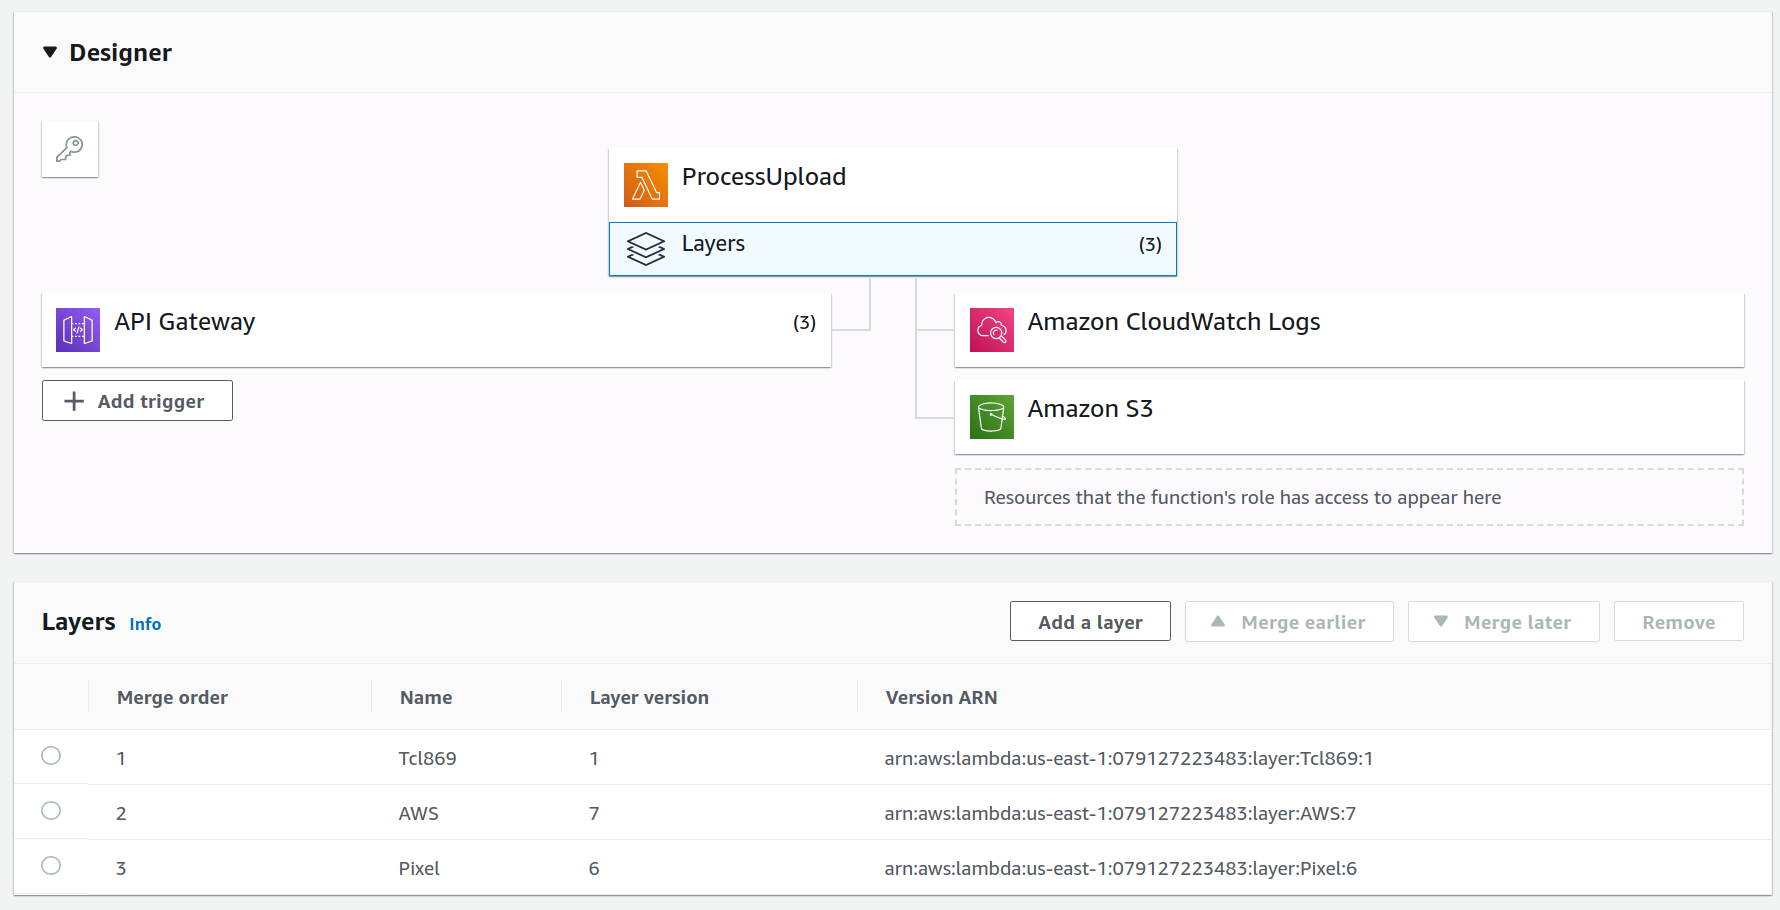 Designer
ProcessUpload
Layers (3)
API Gateway (3)
Amazon CloudWatch Logs
Add trigger
Amazon S3
Resources that the function's role has access to appear here
Layers Info Add a layer Merge earlier Merge later Remove
Merge order Name Layer version Version ARN
1 Tcl869 1 arn:aws:lambda:us-east-1:079127223483:layer:Tcl869:1
2 AWS 7 arn:aws:lambda:us-east-1:079127223483:layer:AWS:7
3 Pixel 6 arn:aws:lambda:us-east-1:079127223483:layer:Pixel:6